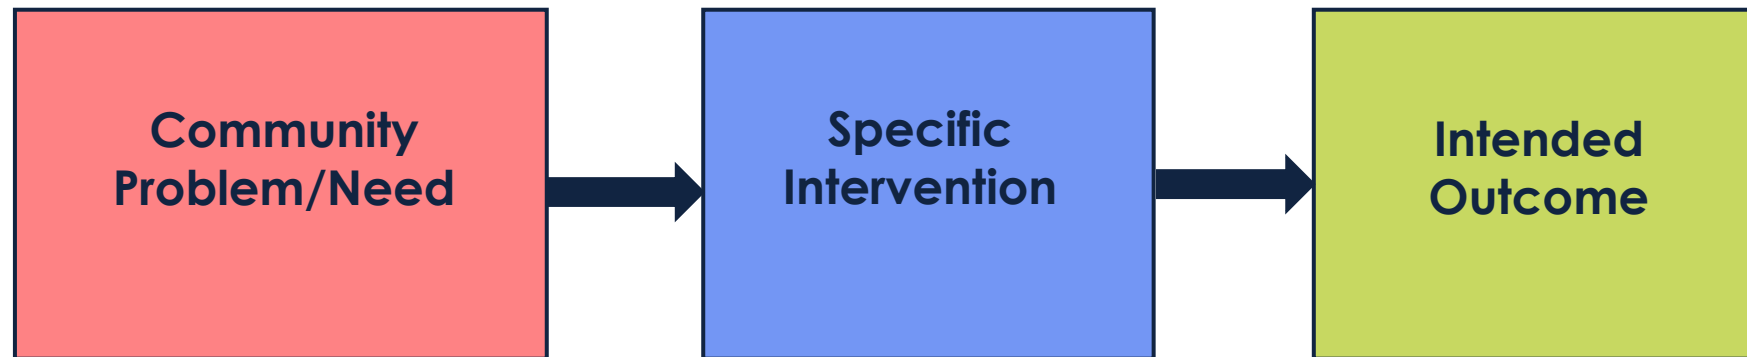 Community
Problem/Need
Specific
Intervention
Intended
Outcome